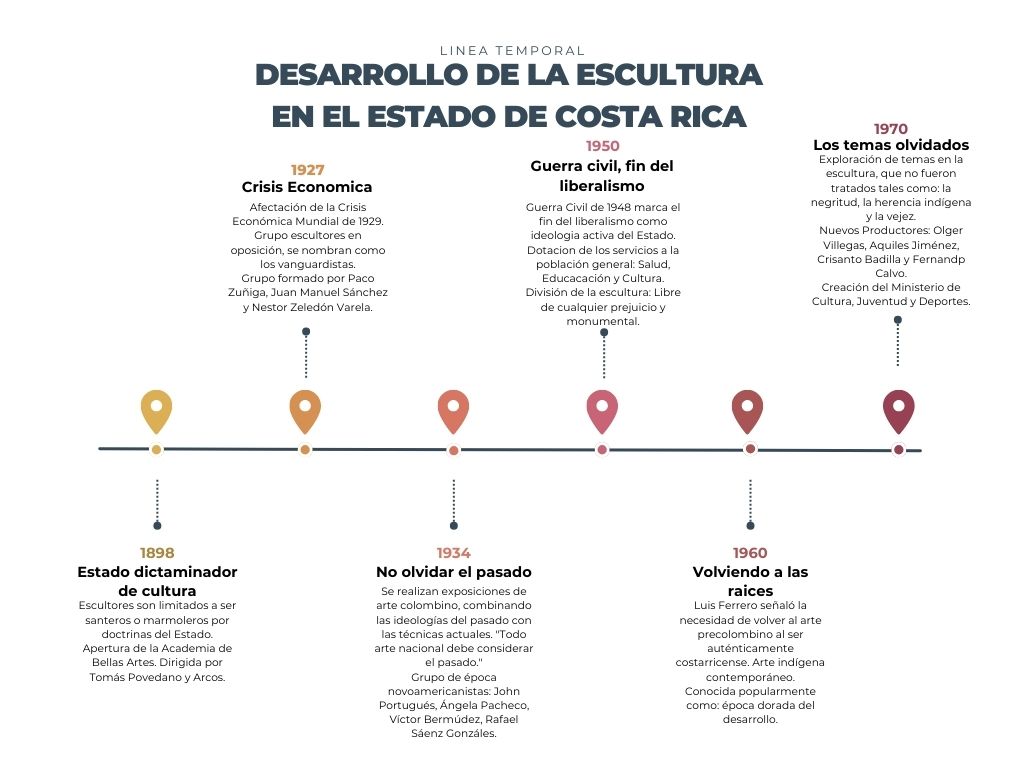 LINEA TEMPORAL
DESARROLLO DE LA ESCULTURA
EN EL ESTADO DE COSTA RICA
1898
Estado dictaminador
de cultura
Escultores son limitados a ser
santeros o marmoleros por
doctrinas del Estado.
Apertura de la Academia de
Bellas Artes. Dirigida por
Tomás Povedano y Arcos.
1927
Crisis Economica
Afectación de la Crisis
Económica Mundial de 1929.
Grupo escultores en
oposición, se nombran como
los vanguardistas.
Grupo formado por Paco
Zuñiga, Juan Manuel Sánchez
y Nestor Zeledón Varela.
1934
No olvidar el pasado
Se realizan exposiciones de
arte colombino, combinando
las ideologías del pasado con
las técnicas actuales. "Todo
arte nacional debe considerar
el pasado."
Grupo de época
novoamericanistas: John
Portugués, Ángela Pacheco,
Víctor Bermúdez, Rafael
Sáenz Gonzáles.
1950
Guerra civil, fin del
liberalismo
Guerra Civil de 1948 marca el
fin del liberalismo como
ideologia activa del Estado.
Dotacion de los servicios a la
población general: Salud,
Educacación y Cultura.
División de la escultura: Libre
de cualquier prejuicio y
monumental.
1960
Volviendo a las
raices
Luis Ferrero señaló la
necesidad de volver al arte
precolombino al ser
auténticamente
costarricense. Arte indígena
contemporáneo.
Conocida popularmente
como: época dorada del
desarrollo.
1970
Los temas olvidados
Exploración de temas en la
escultura, que no fueron
tratados tales como: la
negritud, la herencia indígena
y la vejez.
Nuevos Productores: Olger
Villegas, Aquiles Jiménez,
Crisanto Badilla y Fernandp
Calvo.
Creación del Ministerio de
Cultura, Juventud y Deportes.